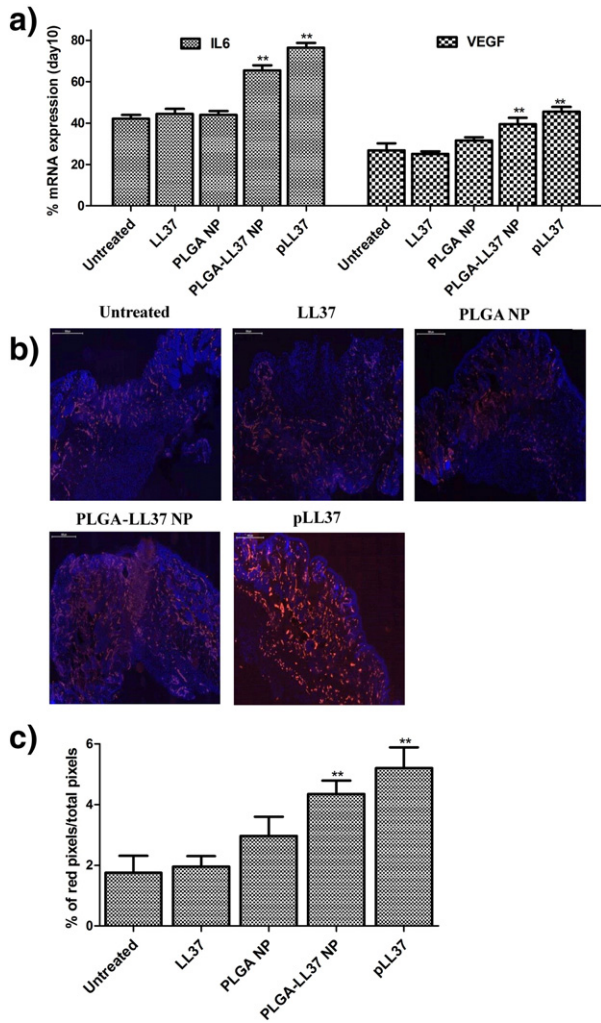 a)
% mRNA expression (day10)
80
60
40
20
0
IL6
VEGF
**
**
**
**
Untreated
LL37
PLGA NP
PLGA-LL37 NP
pLL37
Untreated
LL37
PLGA NP
PLGA-LL37 NP
pLL37
b)
Untreated
LL37
PLGA NP
PLGA-LL37 NP
pLL37
c)
% of red pixels/total pixels
6
4
2
0
**
**
Untreated
LL37
PLGA NP
PLGA-LL37 NP
pLL37